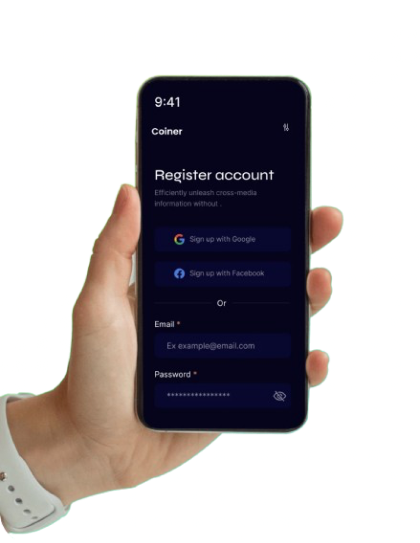 9:41
Coiner
Register account
Efficiently unleash cross-media
information without .
Sign up with Google
Sign up with Facebook
Or
Email *
Ex example@email.com
Password *
****************